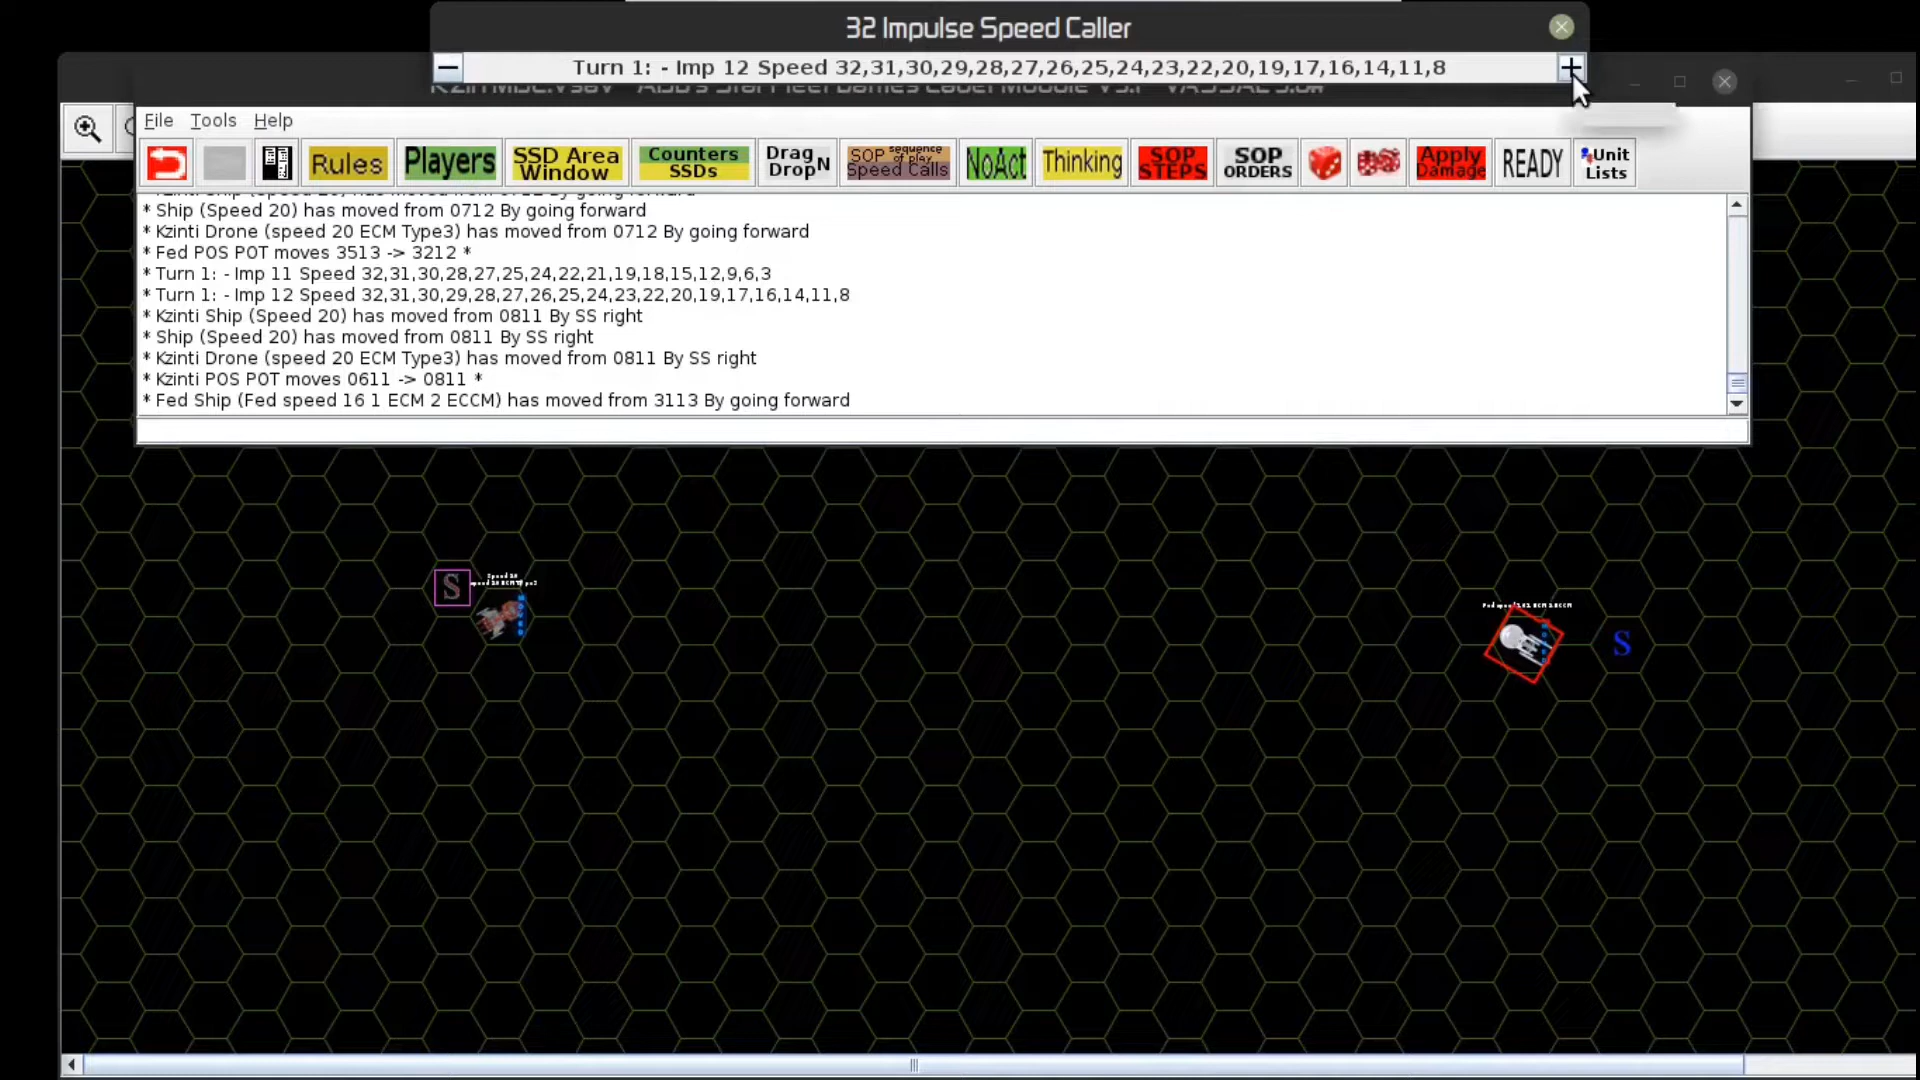 32 Impulse Speed Caller
Turn 1: - Imp 12 Speed 32,31,30,29,28,27,26,25,24,23,22,20,19,17,16,14,11,8
File Tools Help
Rules
Players
SSD Area Window
Counters SSDs
Drag N Drop
SOP sequence of play Speed Calls
NoAct
Thinking
SOP STEPS
SOP ORDERS
Apply Damage
READY
Unit Lists
* Ship (Speed 20) has moved from 0712 By going forward
* Kzinti Drone (speed 20 ECM Type3) has moved from 0712 By going forward
* Fed POS POT moves 3513 -> 3212 *
* Turn 1: - Imp 11 Speed 32,31,30,28,27,25,24,22,21,19,18,15,12,9,6,3
* Turn 1: - Imp 12 Speed 32,31,30,29,28,27,26,25,24,23,22,20,19,17,16,14,11,8
* Kzinti Ship (Speed 20) has moved from 0811 By SS right
* Ship (Speed 20) has moved from 0811 By SS right
* Kzinti Drone (speed 20 ECM Type3) has moved from 0811 By SS right
* Kzinti POS POT moves 0611 -> 0811 *
* Fed Ship (Fed speed 16 1 ECM 2 ECCM) has moved from 3113 By going forward
S
S